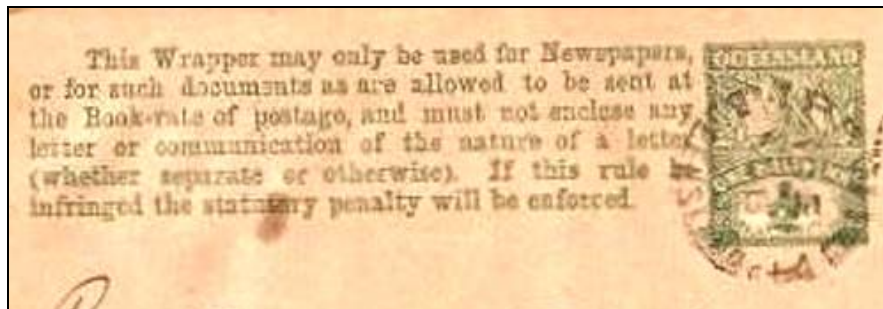 This Wrapper may only be used for Newspapers,
or for such documents as are allowed to be sent at
the Book-rate of postage, and must not enclose any
letter or communication of the nature of a letter
(whether separate or otherwise). If this rule be
infringed the statutory penalty will be enforced.
QUEENSLAND